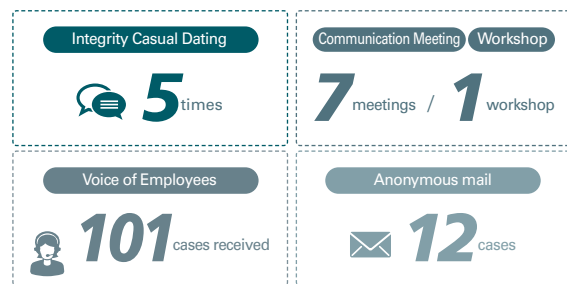 Integrity Casual Dating
5 times
Communication Meeting Workshop
7 meetings / 1 workshop
Voice of Employees
101 cases received
Anonymous mail
12 cases